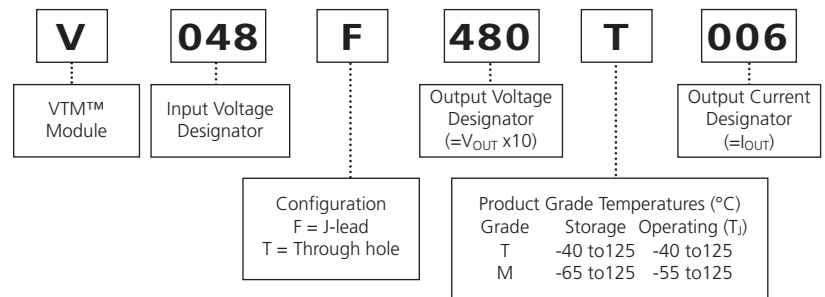 V 048 F 480 T 006
VTM™
Module
Input Voltage
Designator
Output Voltage
Designator
(=VOUT x10)
Output Current
Designator
(=IOUT)
Configuration
F = J-lead
T = Through hole
Product Grade Temperatures (°C)
Grade Storage Operating (TJ)
T -40 to125 -40 to125
M -65 to125 -55 to125